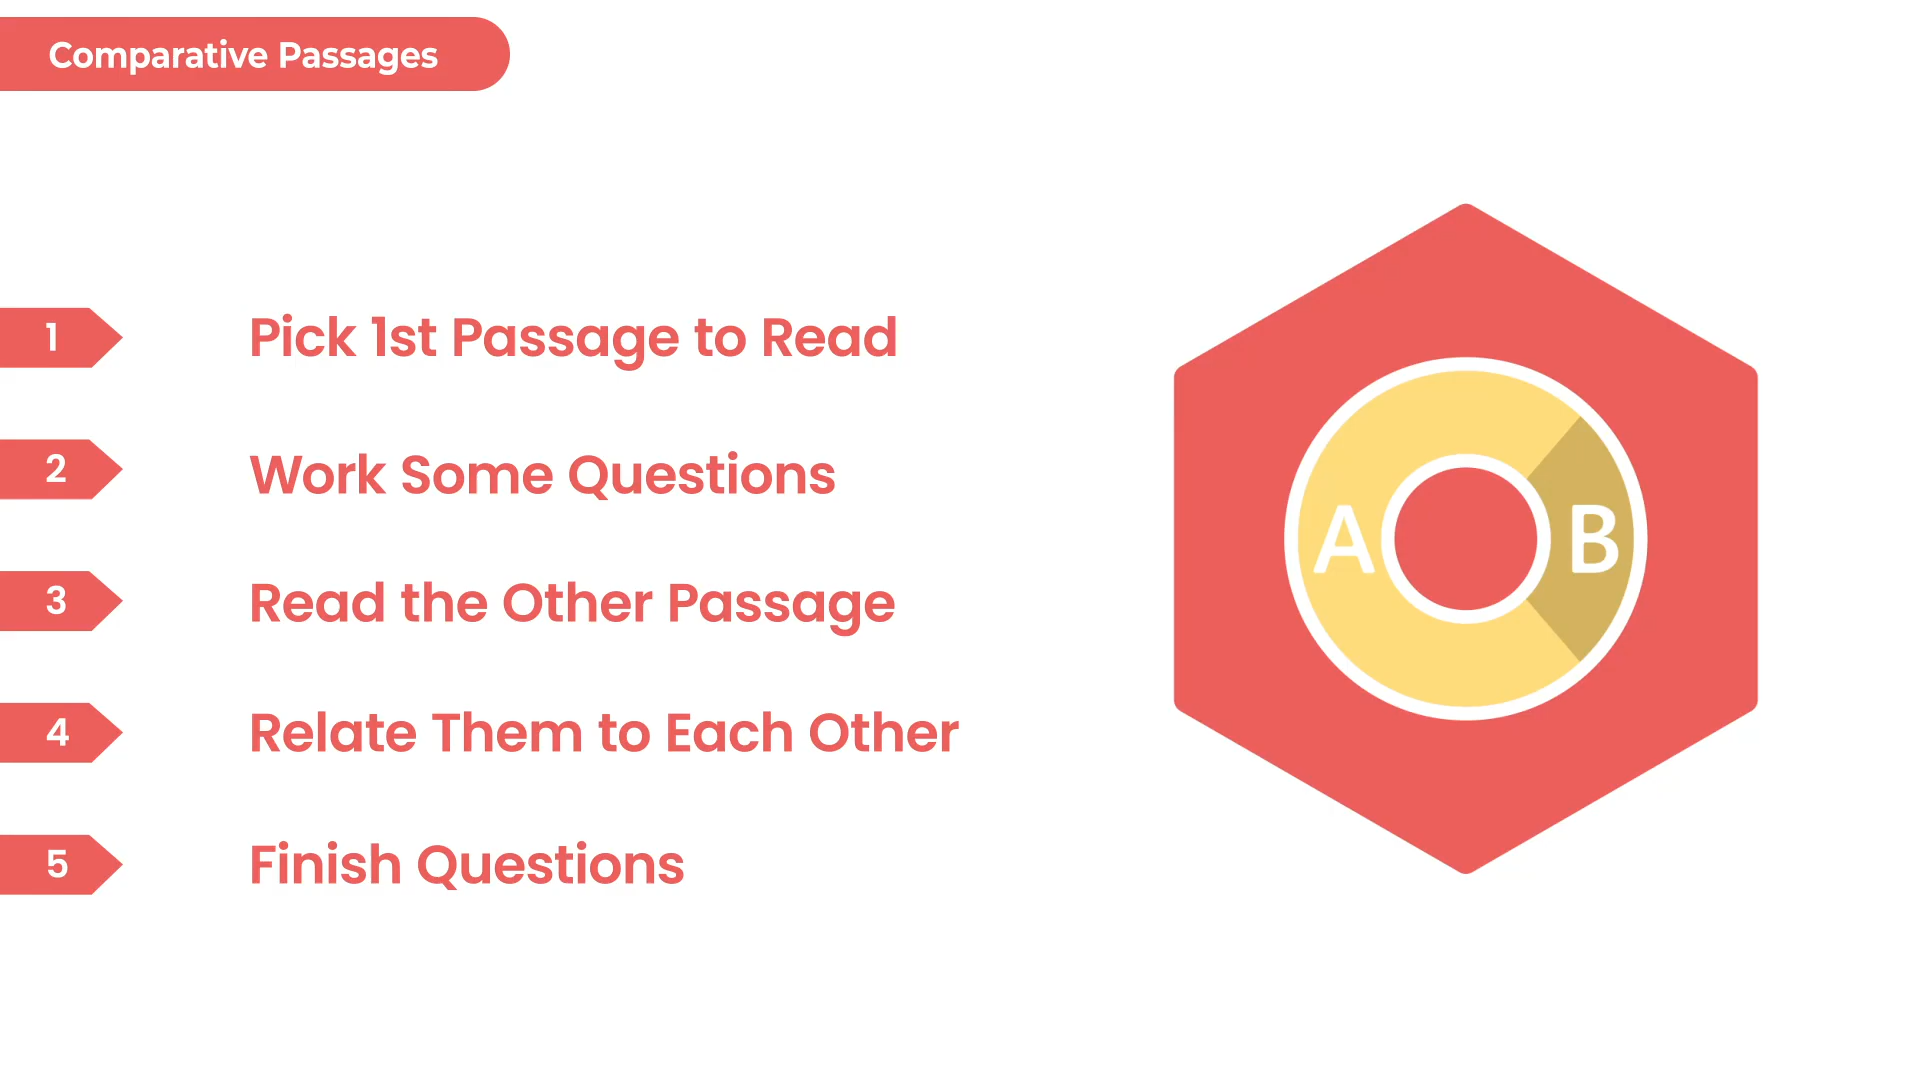 Comparative Passages
1 Pick 1st Passage to Read
2 Work Some Questions
3 Read the Other Passage
4 Relate Them to Each Other
5 Finish Questions
A B